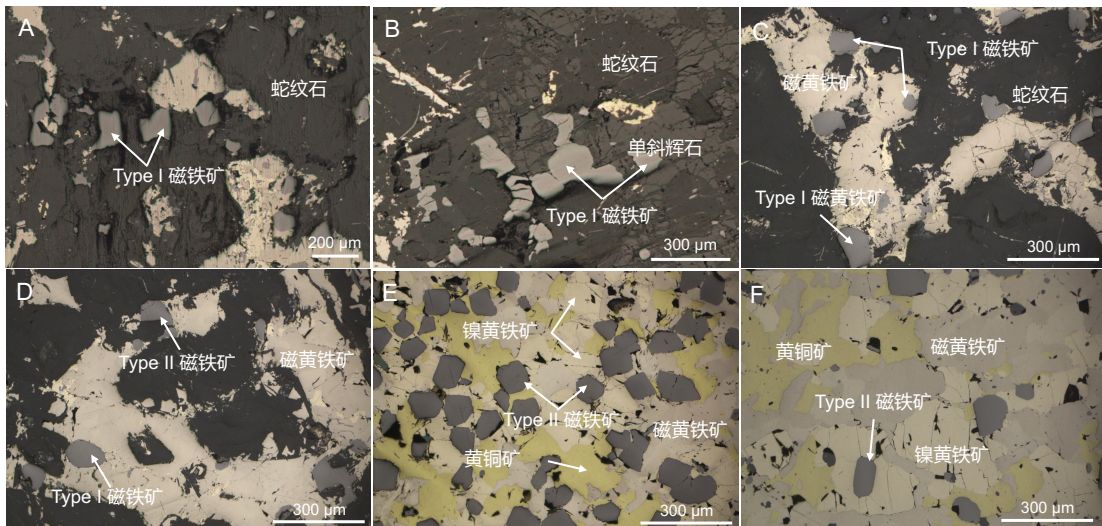 A
蛇纹石
Type I 磁铁矿
200 μm
B
蛇纹石
单斜辉石
Type I 磁铁矿
300 μm
C
Type I 磁铁矿
磁黄铁矿
蛇纹石
Type I 磁黄铁矿
300 μm
D
Type II 磁铁矿
磁黄铁矿
Type I 磁铁矿
300 μm
E
镍黄铁矿
Type II 磁铁矿
磁黄铁矿
黄铜矿
300 μm
F
黄铜矿
磁黄铁矿
Type II 磁铁矿
镍黄铁矿
300 μm